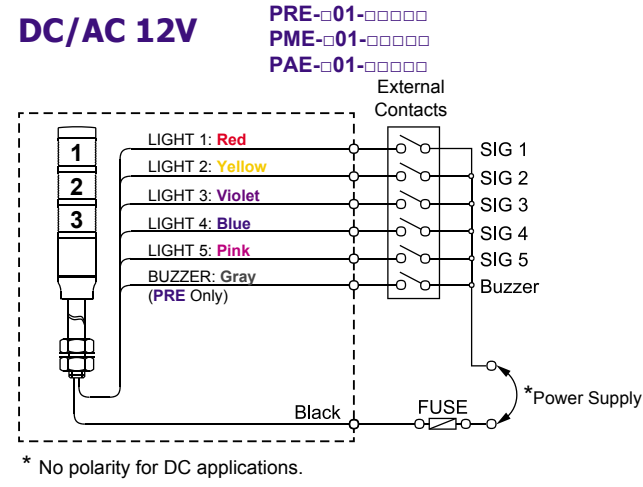 DC/AC 12V
PRE-□01-□□□□□
PME-□01-□□□□□
PAE-□01-□□□□□
External
Contacts
1
2
3
LIGHT 1: Red
LIGHT 2: Yellow
LIGHT 3: Violet
LIGHT 4: Blue
LIGHT 5: Pink
BUZZER: Gray
(PRE Only)
SIG 1
SIG 2
SIG 3
SIG 4
SIG 5
Buzzer
*Power Supply
Black
FUSE
* No polarity for DC applications.